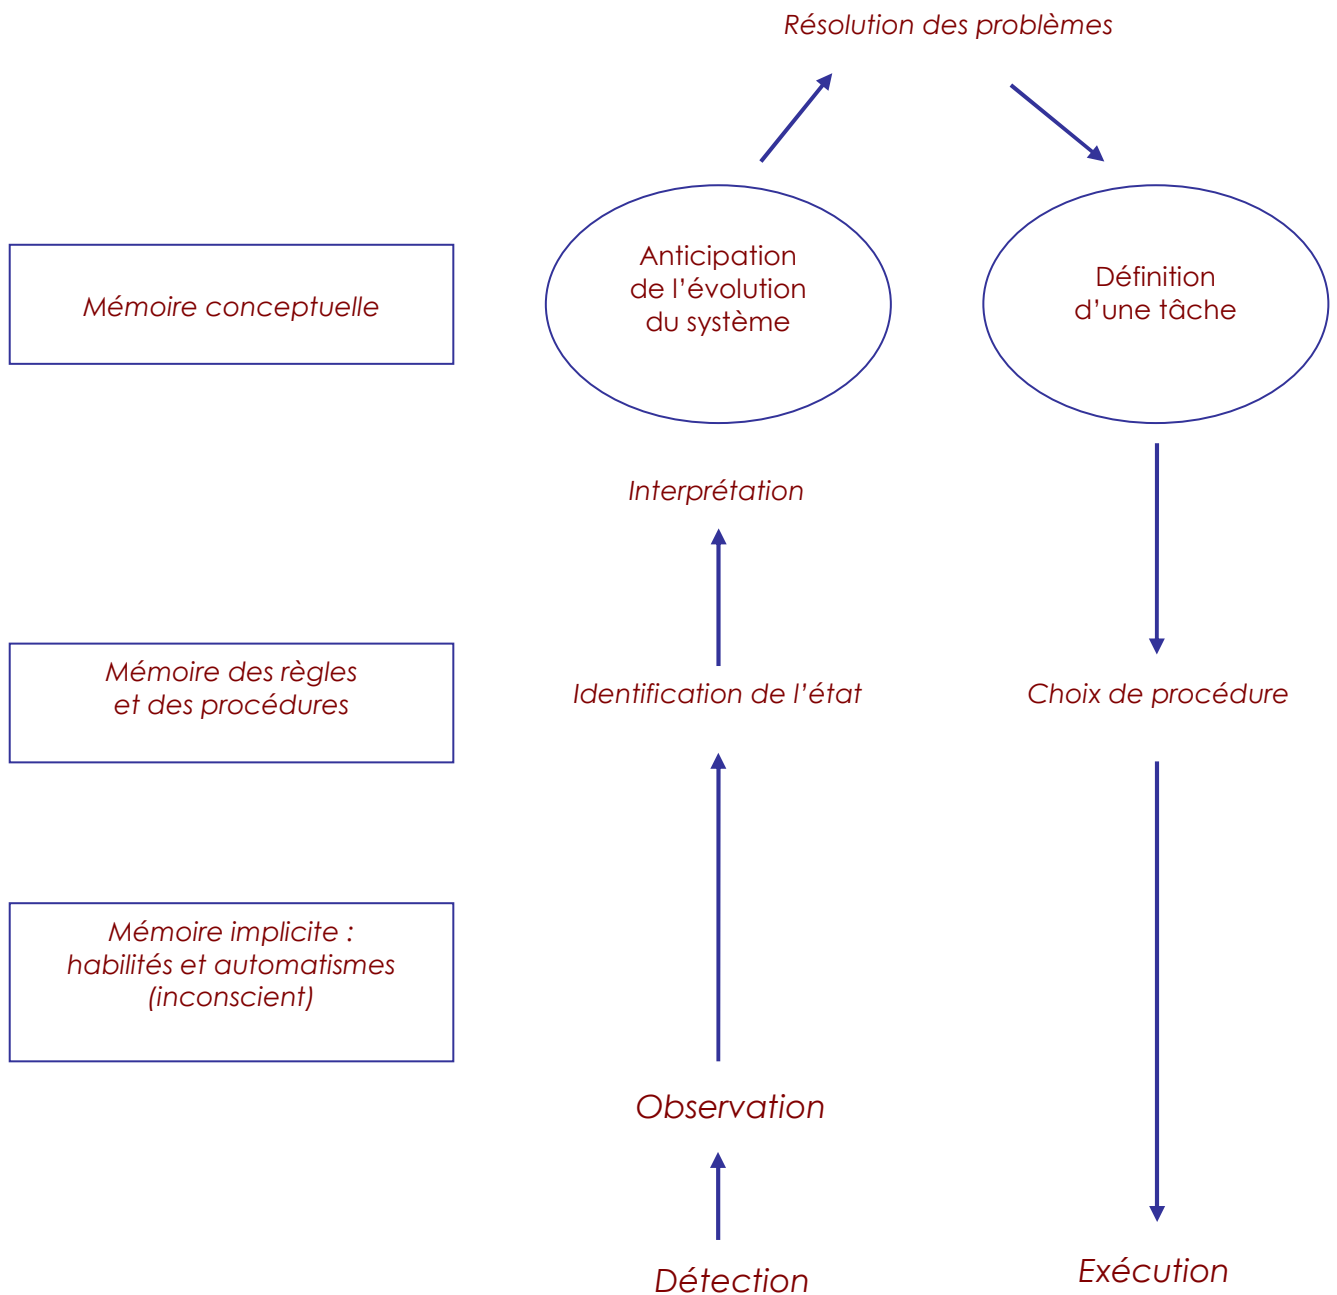 Résolution des problèmes
Mémoire conceptuelle
Anticipation
de l’évolution
du système
Définition
d’une tâche
Interprétation
Mémoire des règles
et des procédures
Identification de l’état
Choix de procédure
Mémoire implicite :
habilités et automatismes
(inconscient)
Observation
Détection
Exécution